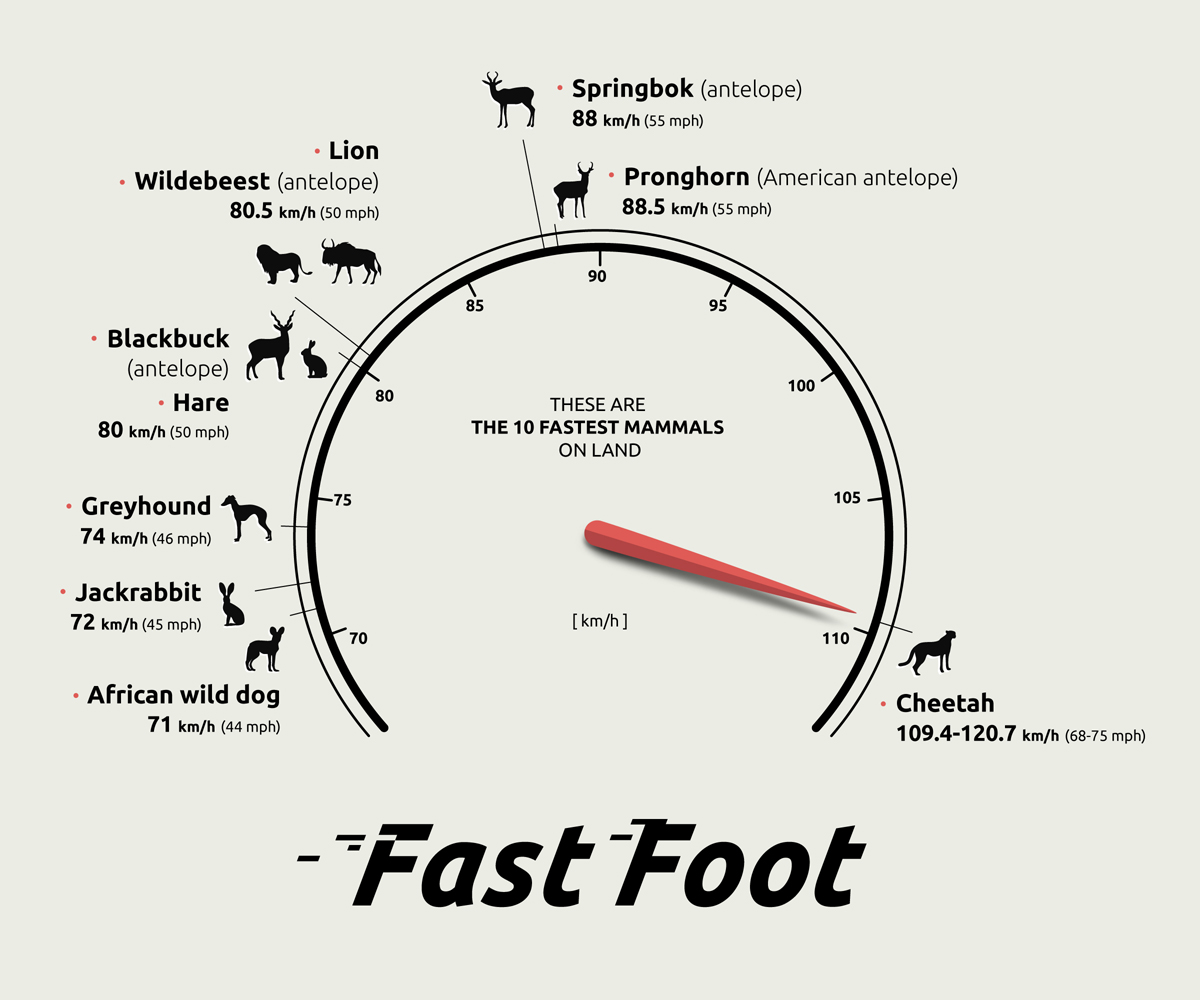 • Springbok (antelope)
88 km/h (55 mph)
• Pronghorn (American antelope)
88.5 km/h (55 mph)
• Lion
• Wildebeest (antelope)
80.5 km/h (50 mph)
• Blackbuck
(antelope)
• Hare
80 km/h (50 mph)
• Greyhound
74 km/h (46 mph)
• Jackrabbit
72 km/h (45 mph)
• African wild dog
71 km/h (44 mph)
70
75
80
85
90
95
100
105
110
THESE ARE
THE 10 FASTEST MAMMALS
ON LAND
[ km/h ]
• Cheetah
109.4-120.7 km/h (68-75 mph)
Fast Foot